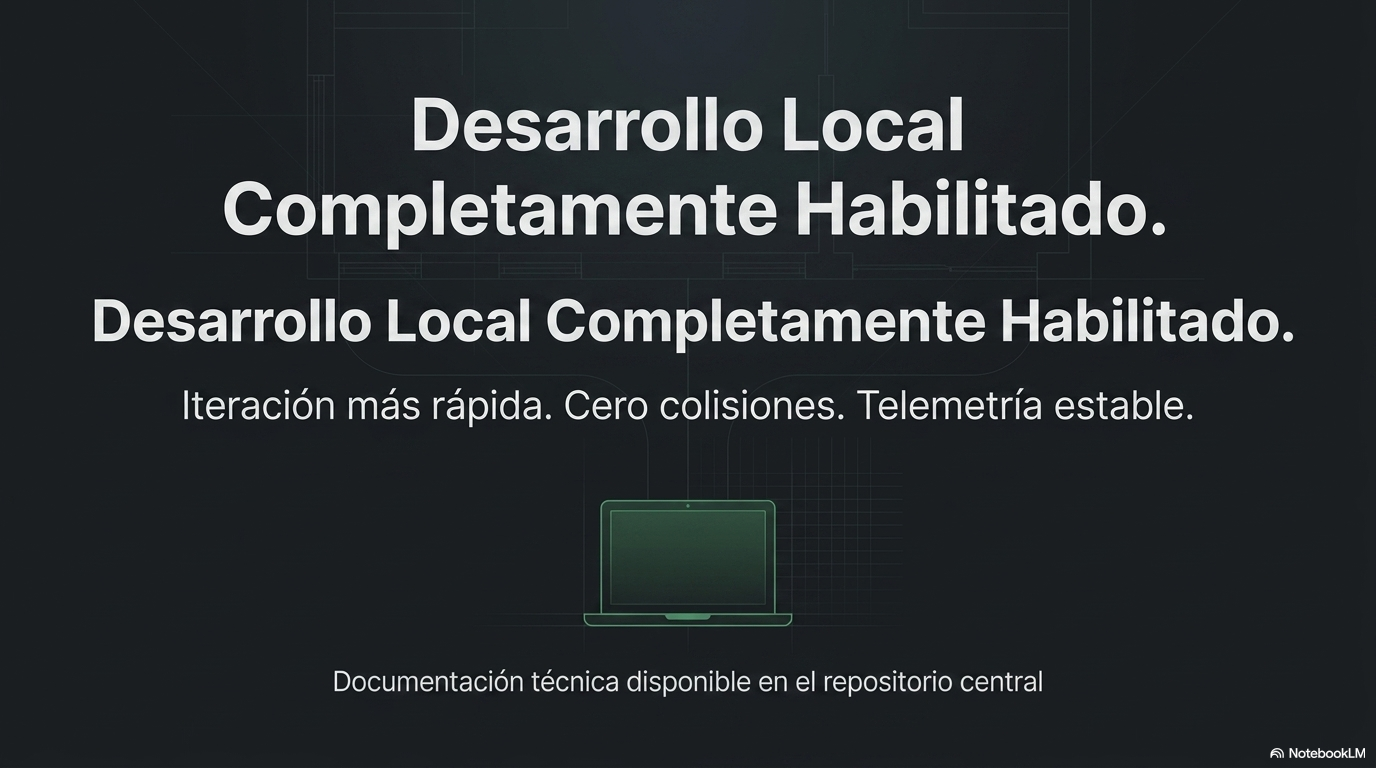 Desarrollo Local
Completamente Habilitado.
Desarrollo Local Completamente Habilitado.
Iteración más rápida. Cero colisiones. Telemetría estable.
Documentación técnica disponible en el repositorio central
NotebookLM